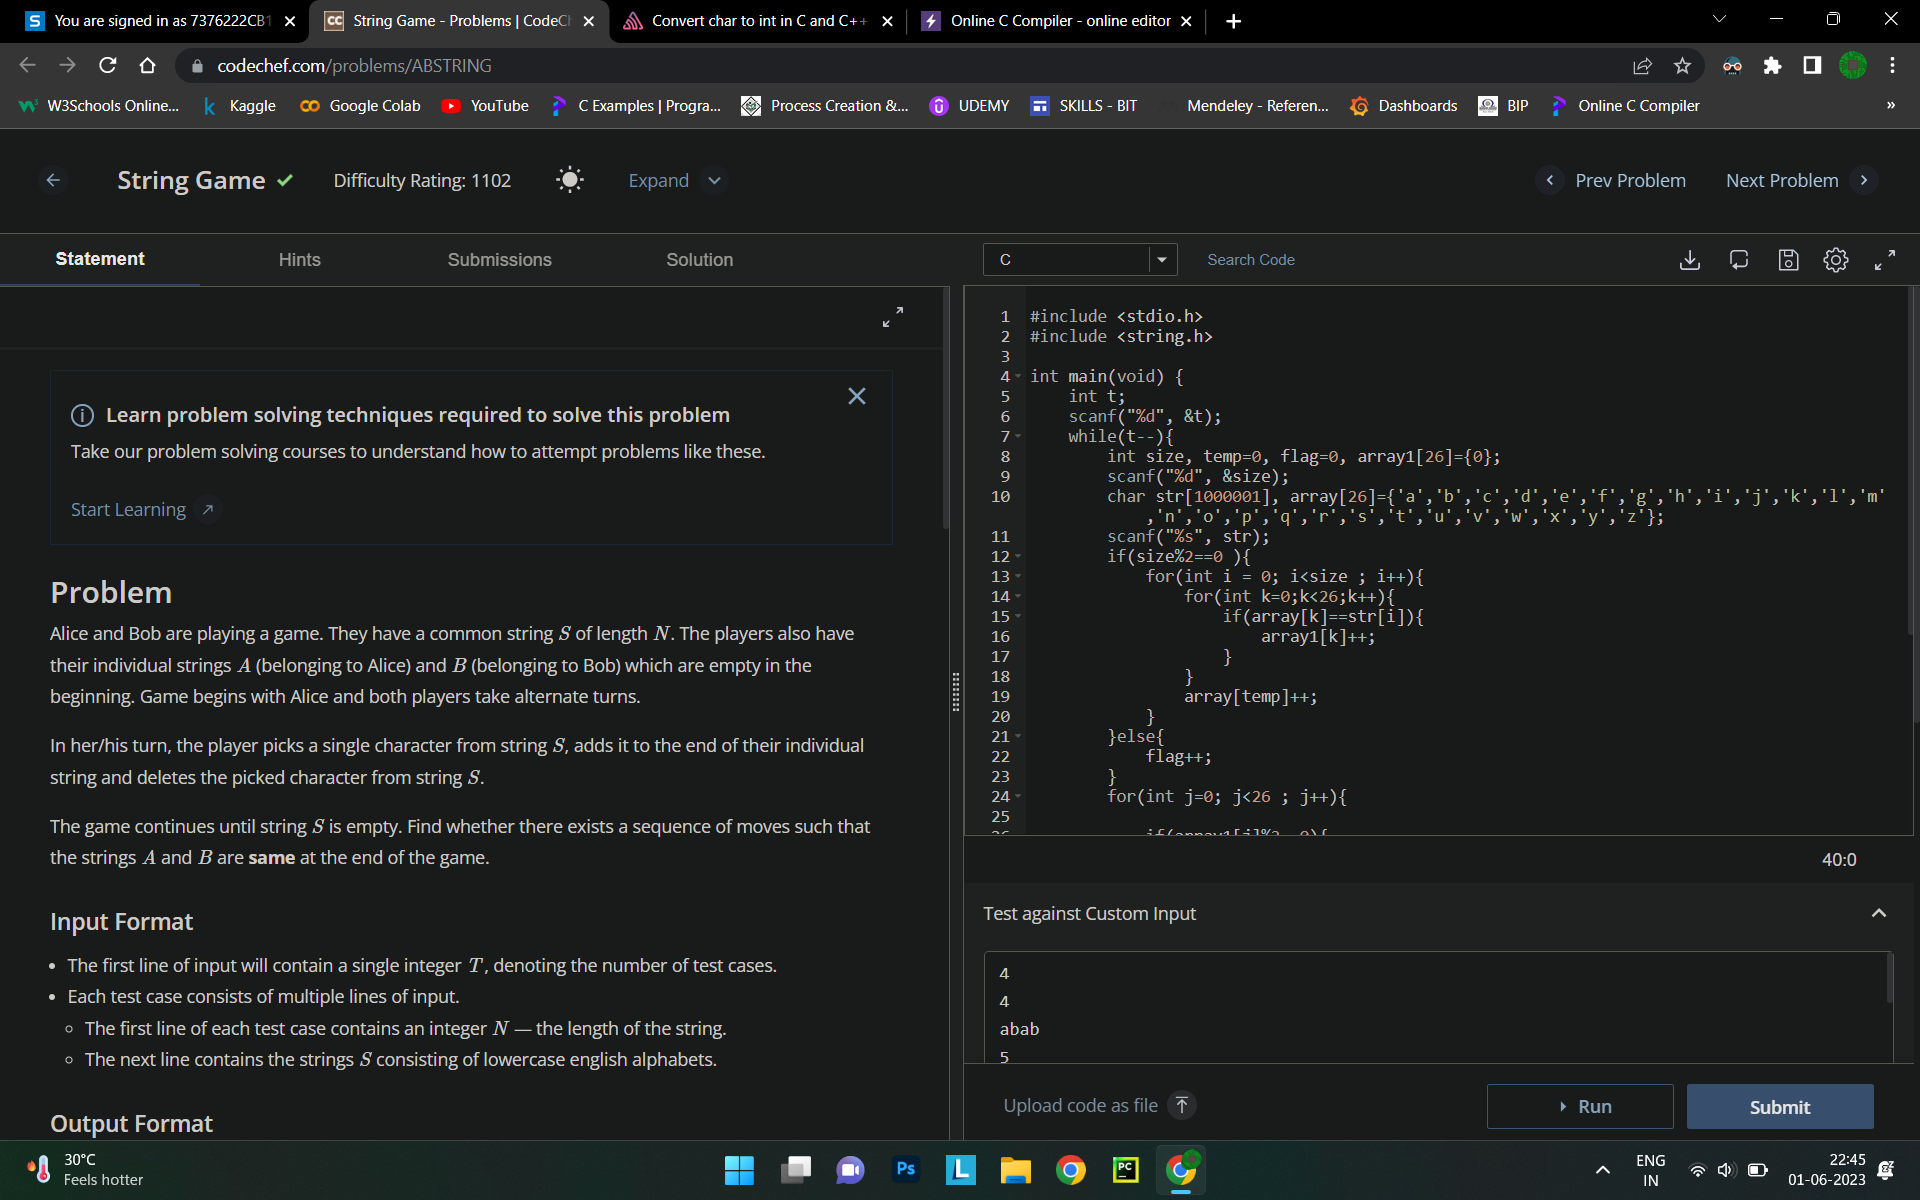 You are signed in as 7376222CB1
String Game - Problems | CodeCh
Convert char to int in C and C++
Online C Compiler - online editor
codechef.com/problems/ABSTRING
W3Schools Online...
Kaggle
Google Colab
YouTube
C Examples | Progra...
Process Creation &...
UDEMY
SKILLS - BIT
Mendeley - Referen...
Dashboards
BIP
Online C Compiler
»
String Game
Difficulty Rating: 1102
Expand
Prev Problem
Next Problem
Statement
Hints
Submissions
Solution
Learn problem solving techniques required to solve this problem
Take our problem solving courses to understand how to attempt problems like these.
Start Learning
Problem
Alice and Bob are playing a game. They have a common string S of length N. The players also have
their individual strings A (belonging to Alice) and B (belonging to Bob) which are empty in the
beginning. Game begins with Alice and both players take alternate turns.
In her/his turn, the player picks a single character from string S, adds it to the end of their individual
string and deletes the picked character from string S.
The game continues until string S is empty. Find whether there exists a sequence of moves such that
the strings A and B are same at the end of the game.
Input Format
• The first line of input will contain a single integer T, denoting the number of test cases.
• Each test case consists of multiple lines of input.
◦ The first line of each test case contains an integer N — the length of the string.
◦ The next line contains the strings S consisting of lowercase english alphabets.
Output Format
C
Search Code
1 #include <stdio.h>
2 #include <string.h>
3
4 int main(void) {
5 int t;
6 scanf("%d", &t);
7 while(t--){
8 int size, temp=0, flag=0, array1[26]={0};
9 scanf("%d", &size);
10 char str[1000001], array[26]={'a','b','c','d','e','f','g','h','i','j','k','l','m'
,'n','o','p','q','r','s','t','u','v','w','x','y','z'};
11 scanf("%s", str);
12 if(size%2==0 ){
13 for(int i = 0; i<size ; i++){
14 for(int k=0;k<26;k++){
15 if(array[k]==str[i]){
16 array1[k]++;
17 }
18 }
19 array[temp]++;
20 }
21 }else{
22 flag++;
23 }
24 for(int j=0; j<26 ; j++){
25
40:0
Test against Custom Input
4
4
abab
5
Upload code as file
Run
Submit
30°C
Feels hotter
ENG
IN
22:45
01-06-2023